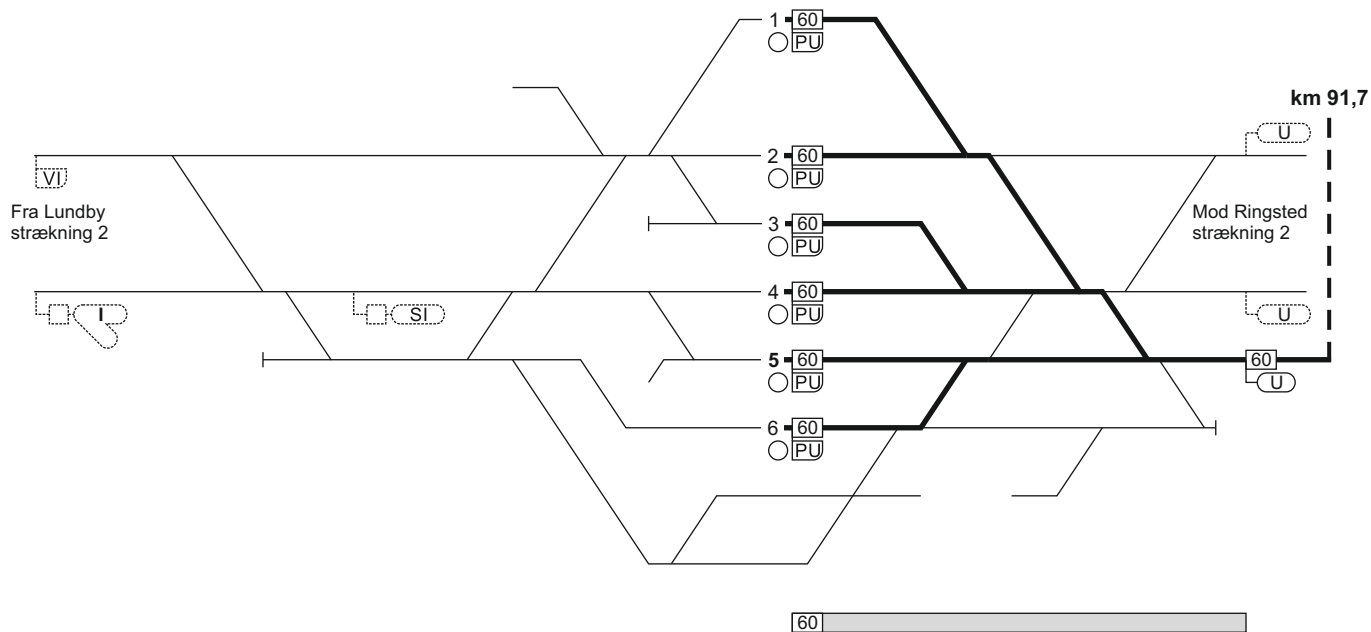 1 60
PU
km 91,7
U
2 60
VI
PU
Fra Lundby
strækning 2
3 60
Mod Ringsted
strækning 2
PU
4 60
I
SI
PU
U
5 60
60
PU
U
6 60
PU
60